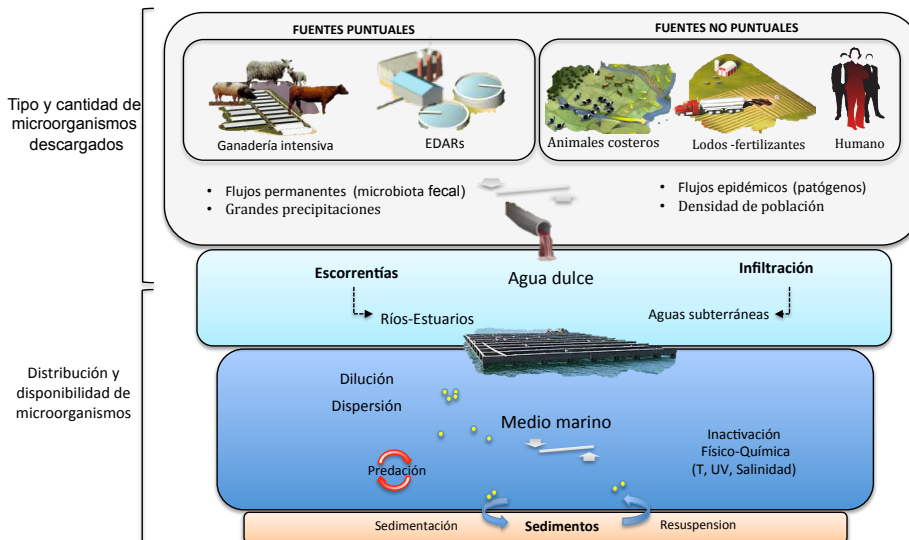 FUENTES PUNTUALES
FUENTES NO PUNTUALES
Tipo y cantidad de
microorganismos
descargados
Ganadería intensiva
EDARs
Animales costeros
Lodos -fertilizantes
Humano
• Flujos permanentes (microbiota fecal)
• Grandes precipitaciones
• Flujos epidémicos (patógenos)
• Densidad de población
Escorrentías
Agua dulce
Infiltración
Ríos-Estuarios
Aguas subterráneas
Distribución y
disponibilidad de
microorganismos
Dilución
Dispersión
Medio marino
Predación
Inactivación
Físico-Química
(T, UV, Salinidad)
Sedimentación
Sedimentos
Resuspension